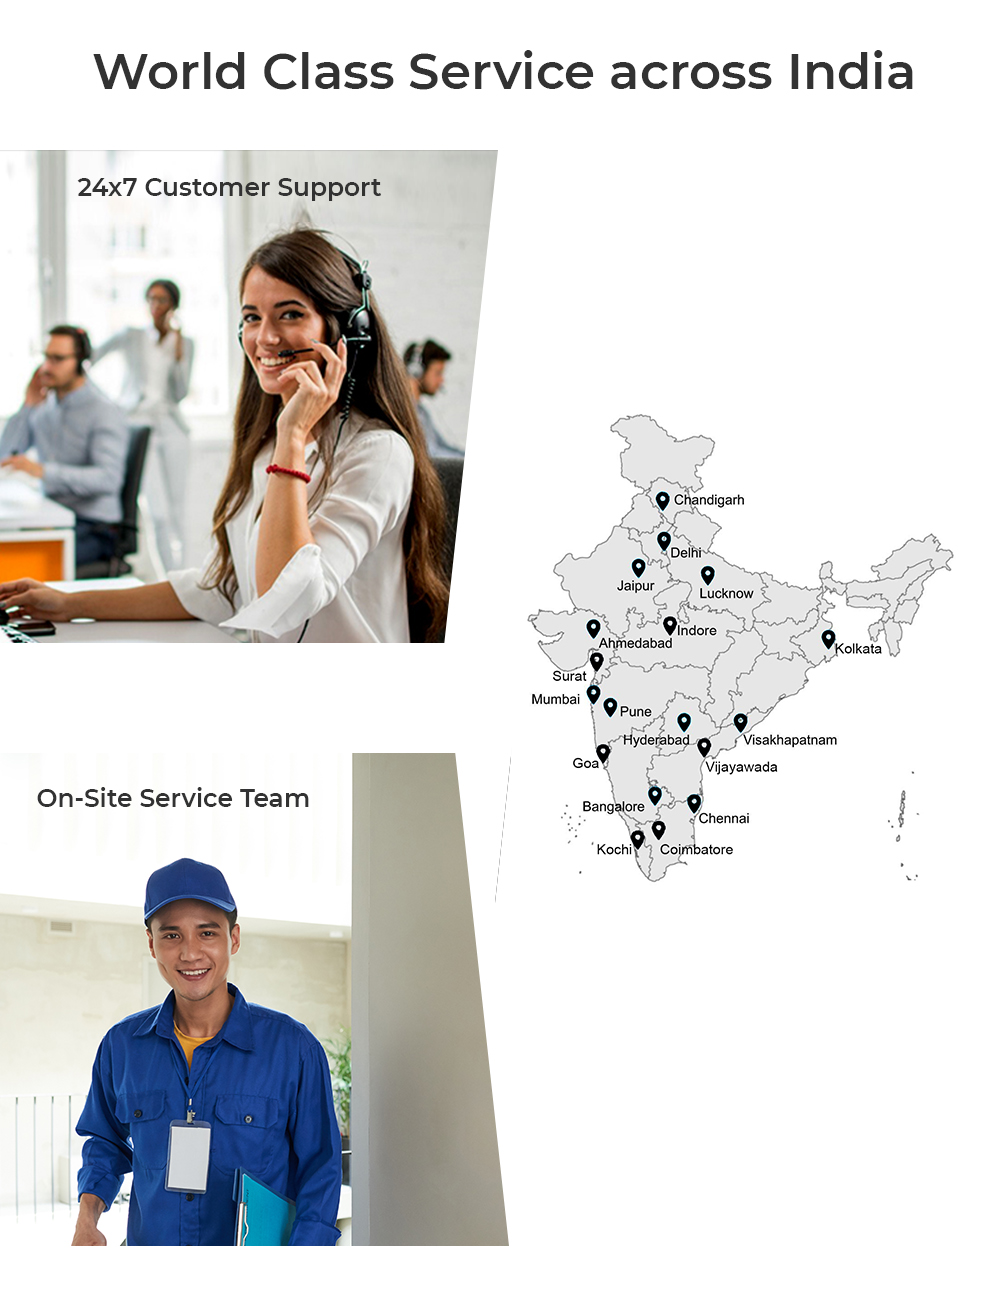 World Class Service across India
24x7 Customer Support
Chandigarh
Delhi
Jaipur
Lucknow
Indore
Ahmedabad
Kolkata
Surat
Mumbai
Pune
Hyderabad
Visakhapatnam
Goa
Vijayawada
Bangalore
Chennai
Kochi
Coimbatore
On-Site Service Team